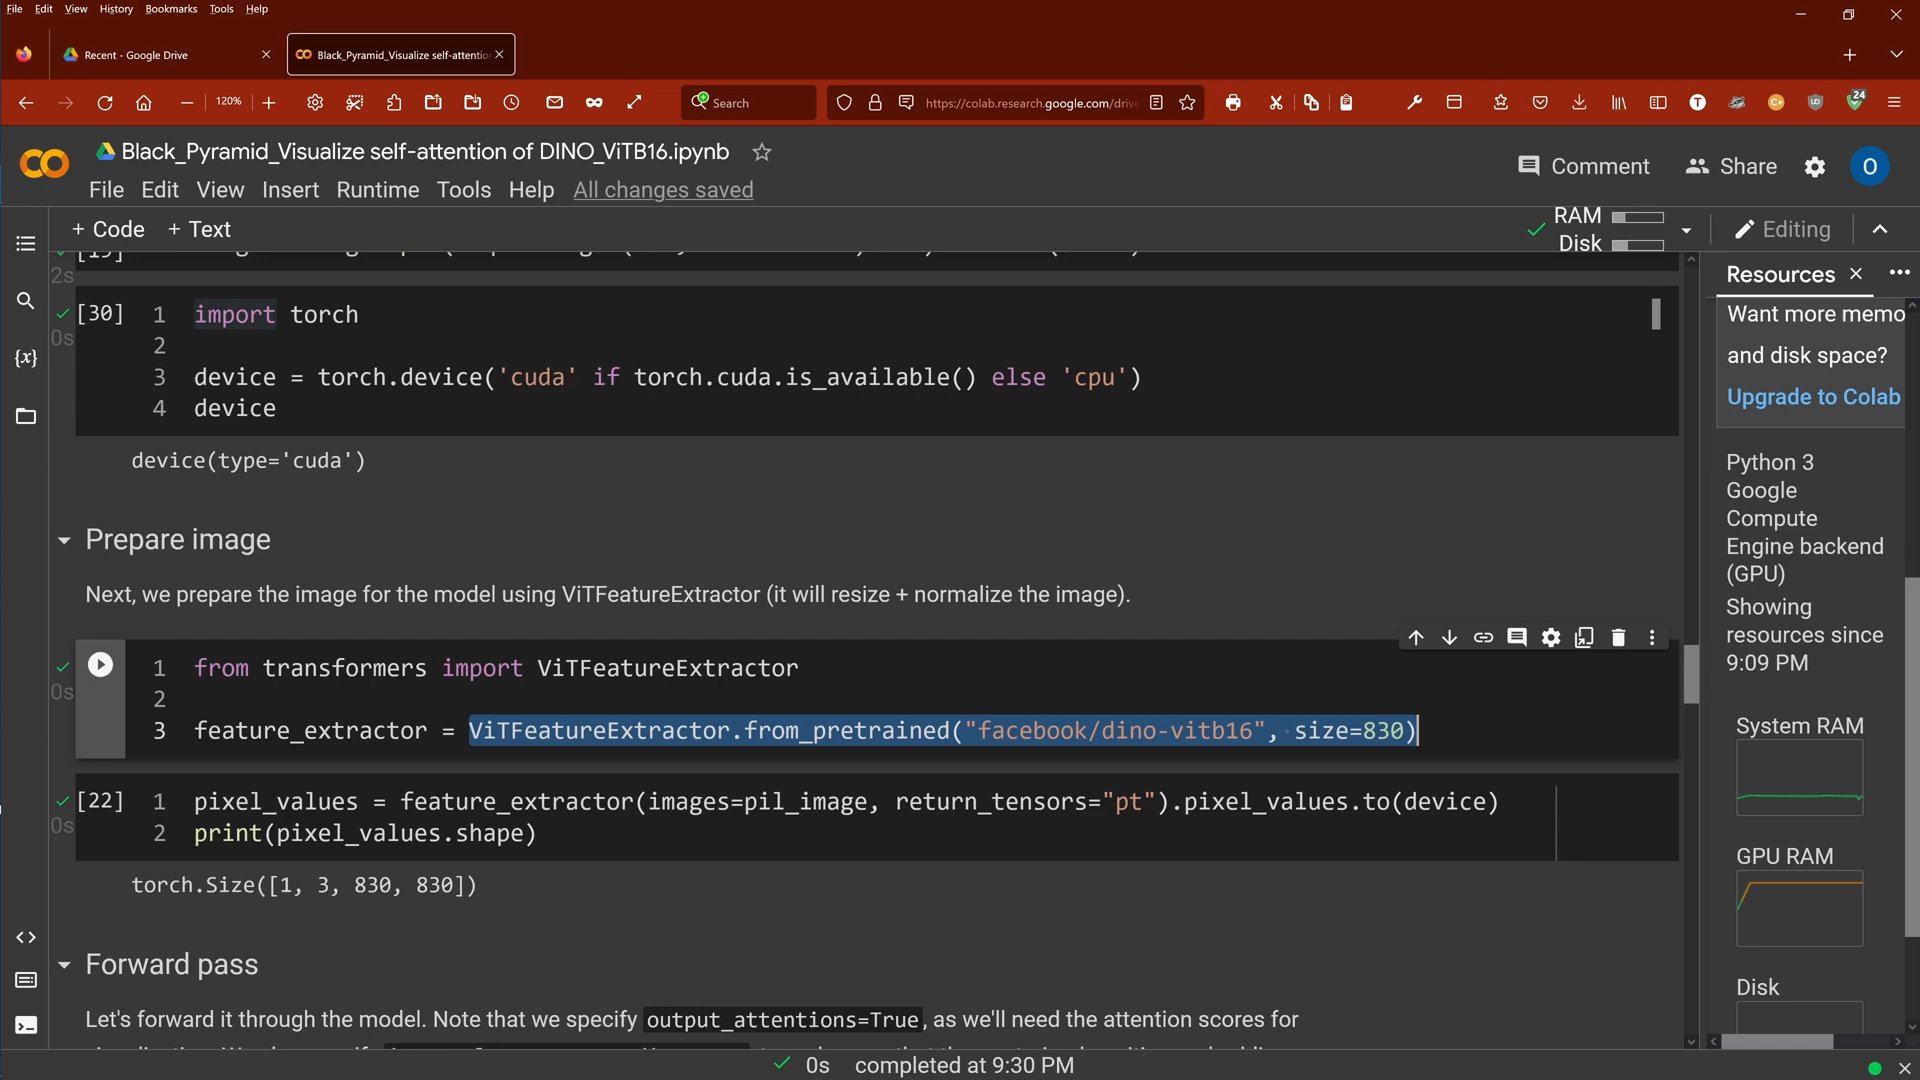 File Edit View History Bookmarks Tools Help
Recent - Google Drive
Black_Pyramid_Visualize self-attentio
120%
Search
https://colab.research.google.com/drive
24
Black_Pyramid_Visualize self-attention of DINO_ViTB16.ipynb
Comment
Share
O
File Edit View Insert Runtime Tools Help All changes saved
+ Code + Text
RAM
Disk
Editing
[19]
2s
[30]
0s
1 import torch
2
3 device = torch.device('cuda' if torch.cuda.is_available() else 'cpu')
4 device
device(type='cuda')
Prepare image
Next, we prepare the image for the model using ViTFeatureExtractor (it will resize + normalize the image).
0s
1 from transformers import ViTFeatureExtractor
2
3 feature_extractor = ViTFeatureExtractor.from_pretrained("facebook/dino-vitb16", size=830)
[22]
0s
1 pixel_values = feature_extractor(images=pil_image, return_tensors="pt").pixel_values.to(device)
2 print(pixel_values.shape)
torch.Size([1, 3, 830, 830])
Forward pass
Let's forward it through the model. Note that we specify output_attentions=True, as we'll need the attention scores for
0s completed at 9:30 PM
Resources
Want more memo
and disk space?
Upgrade to Colab
Python 3
Google
Compute
Engine backend
(GPU)
Showing
resources since
9:09 PM
System RAM
GPU RAM
Disk